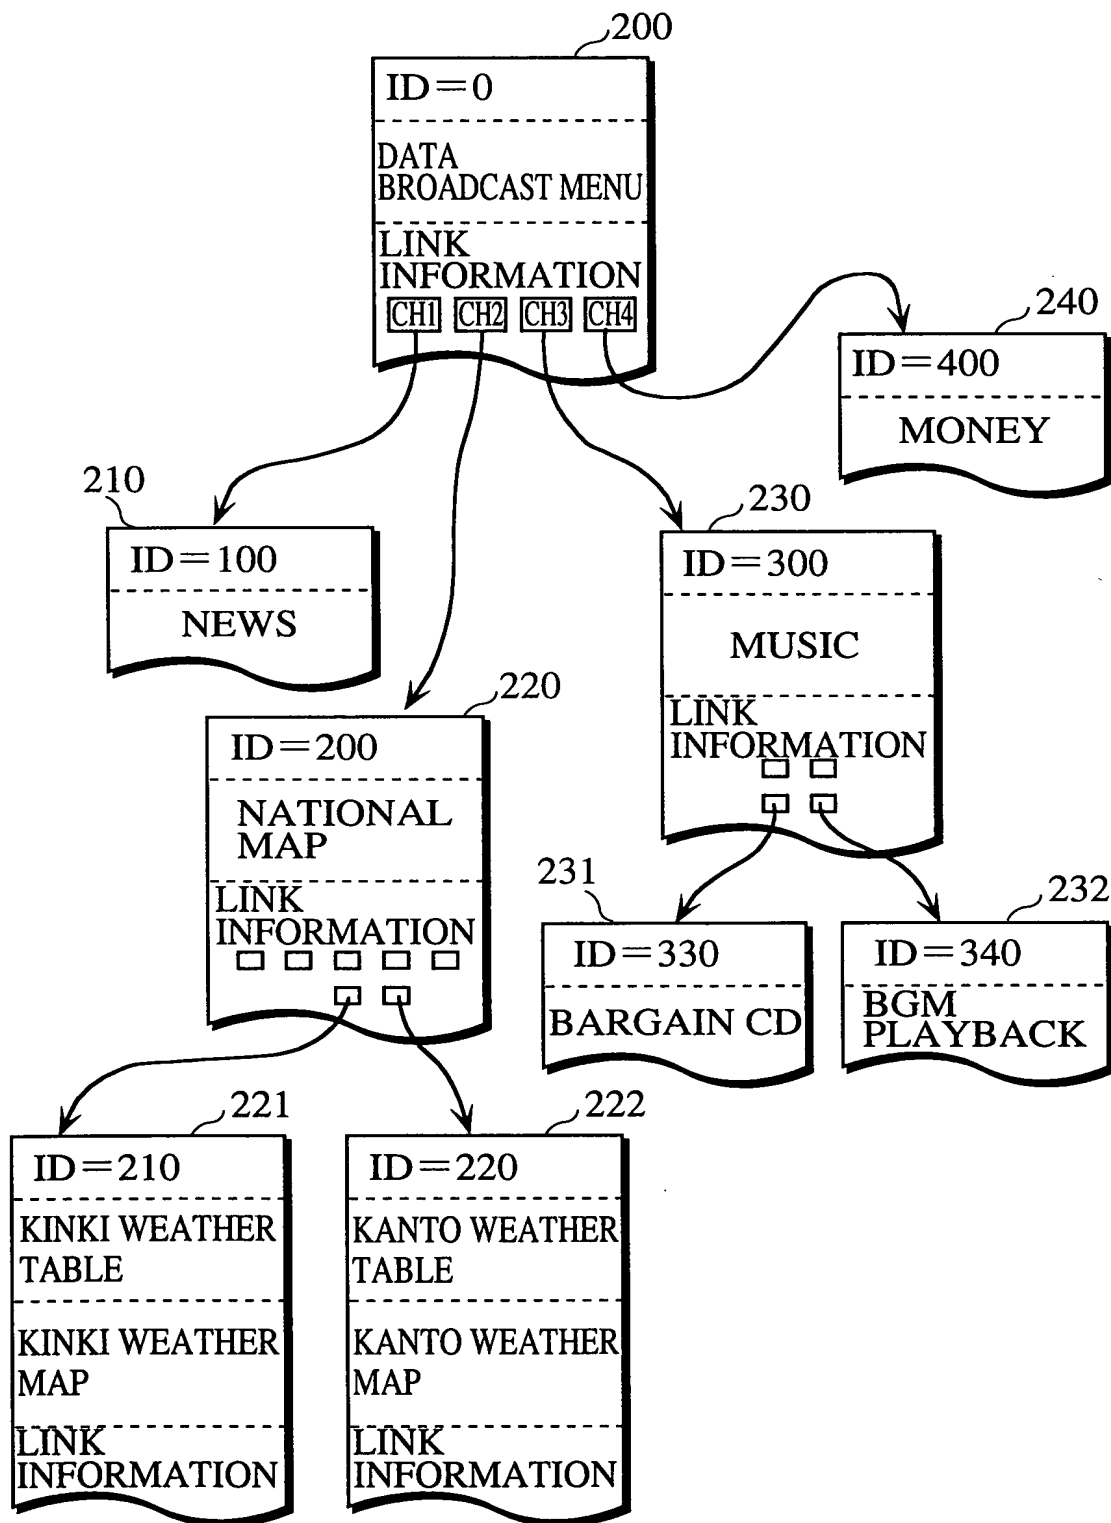 200
ID=0
DATA
BROADCAST MENU
LINK
INFORMATION
CH1 CH2 CH3 CH4
240
ID=400
MONEY
210
ID=100
NEWS
230
ID=300
MUSIC
LINK
INFORMATION
220
ID=200
NATIONAL
MAP
LINK
INFORMATION
231
ID=330
BARGAIN CD
232
ID=340
BGM
PLAYBACK
221
ID=210
KINKI WEATHER
TABLE
KINKI WEATHER
MAP
LINK
INFORMATION
222
ID=220
KANTO WEATHER
TABLE
KANTO WEATHER
MAP
LINK
INFORMATION